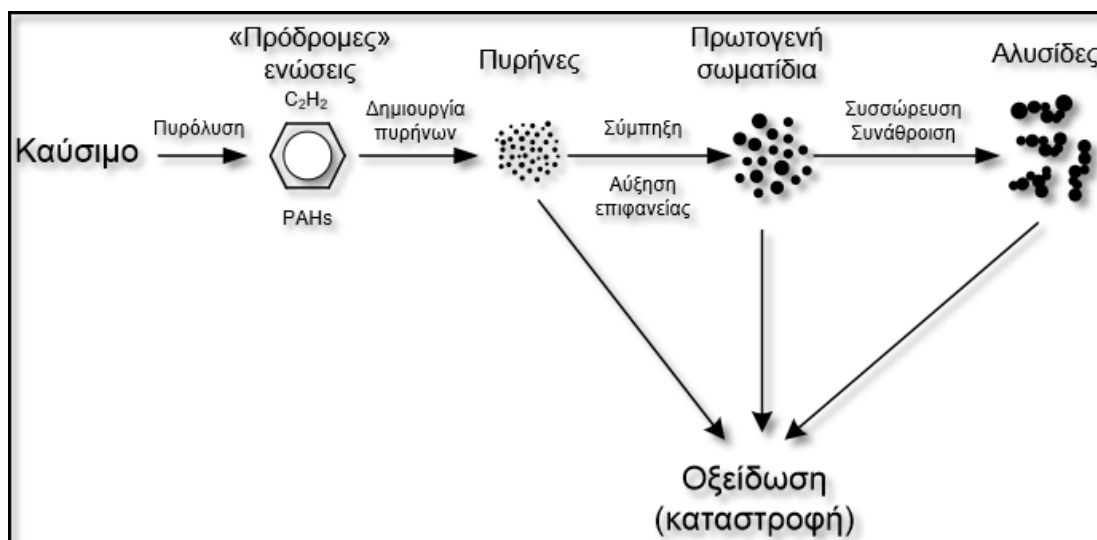 Καύσιμο
Πυρόλυση
«Πρόδρομες»
ενώσεις
C₂H₂
PAHs
Δημιουργία
πυρήνων
Πυρήνες
Σύμπηξη
Αύξηση
επιφανείας
Πρωτογενή
σωματίδια
Συσσώρευση
Συνάθροιση
Αλυσίδες
Οξείδωση
(καταστροφή)